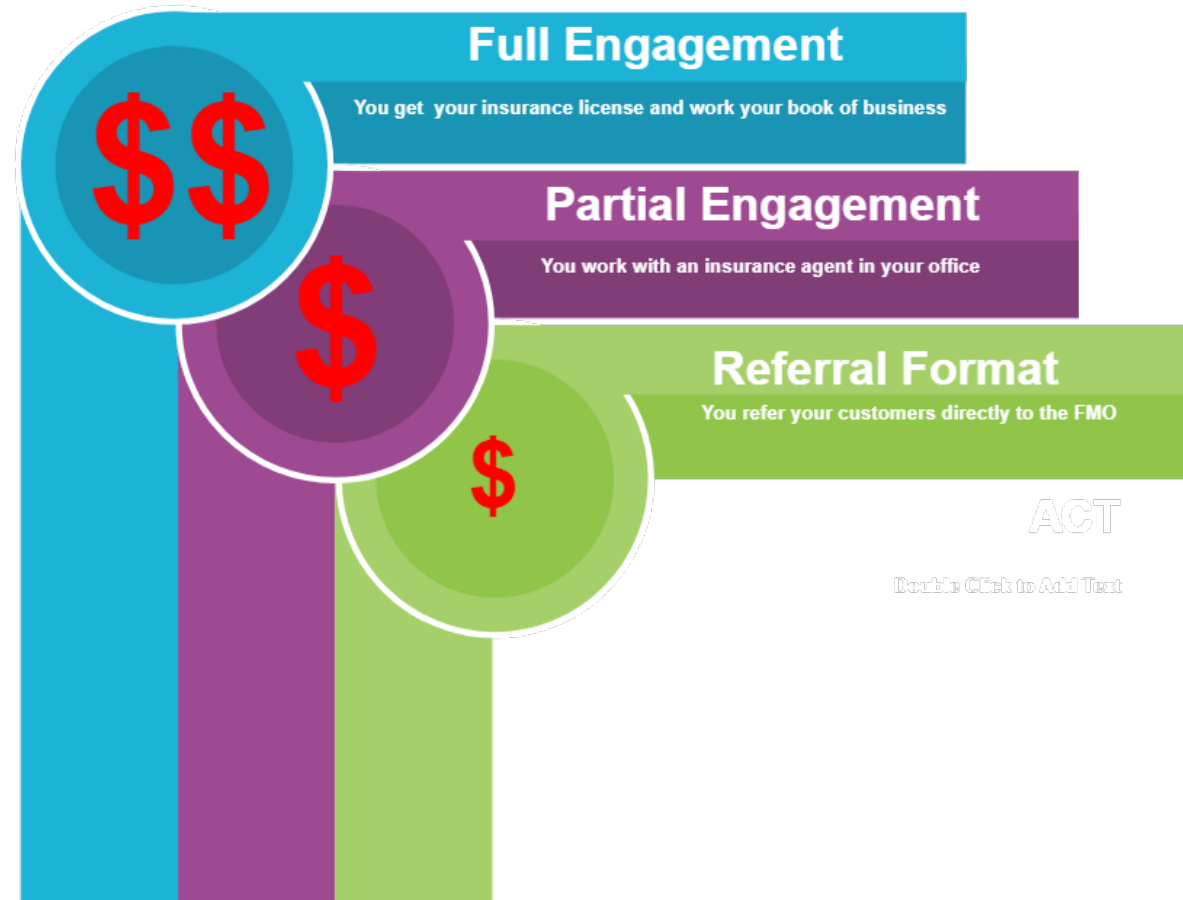 $$
Full Engagement
You get  your insurance license and work your book of business
$
Partial Engagement
You work with an insurance agent in your office
$
Referral Format
You refer your customers directly to the FMO
ACT
Double Click to Add Text